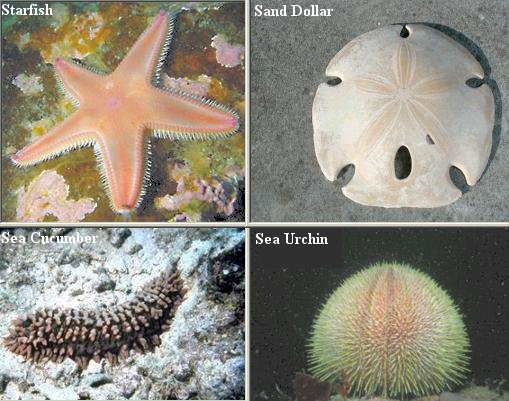 Starfish
Sand Dollar
Sea Cucumber
Sea Urchin